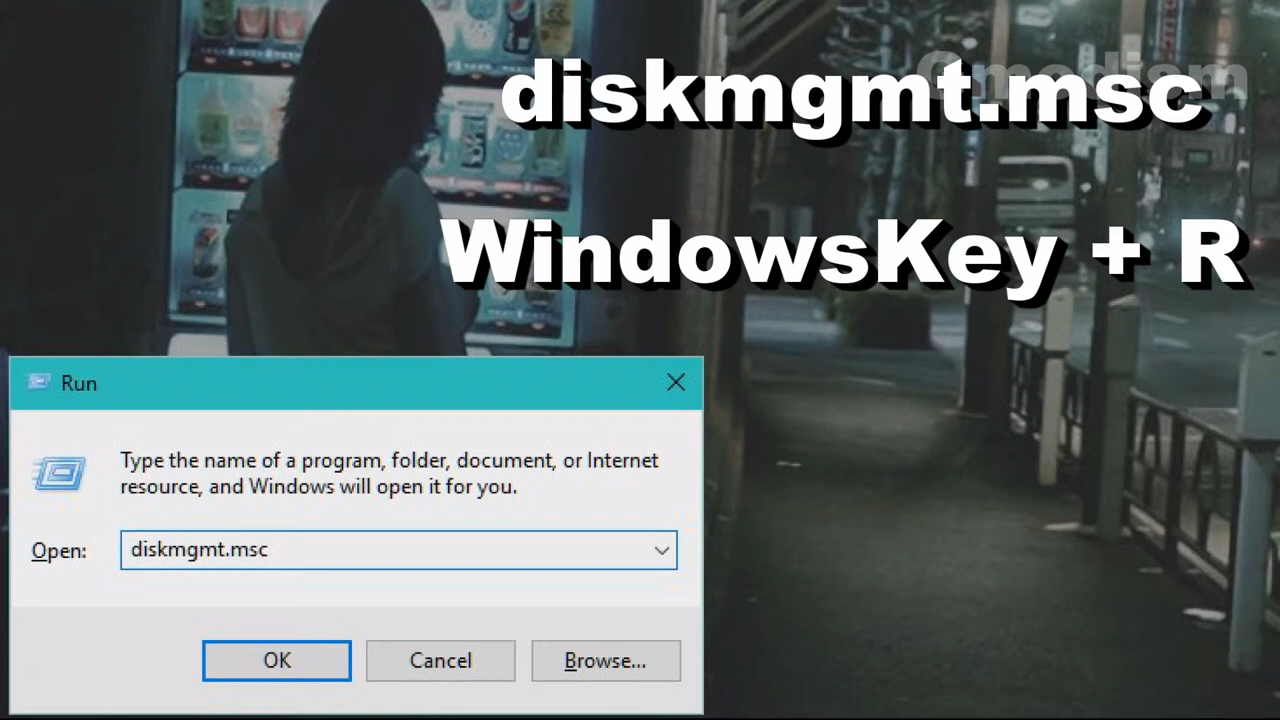 diskmgmt.msc
WindowsKey + R
Run
Type the name of a program, folder, document, or Internet
resource, and Windows will open it for you.
Open:
diskmgmt.msc
OK
Cancel
Browse...